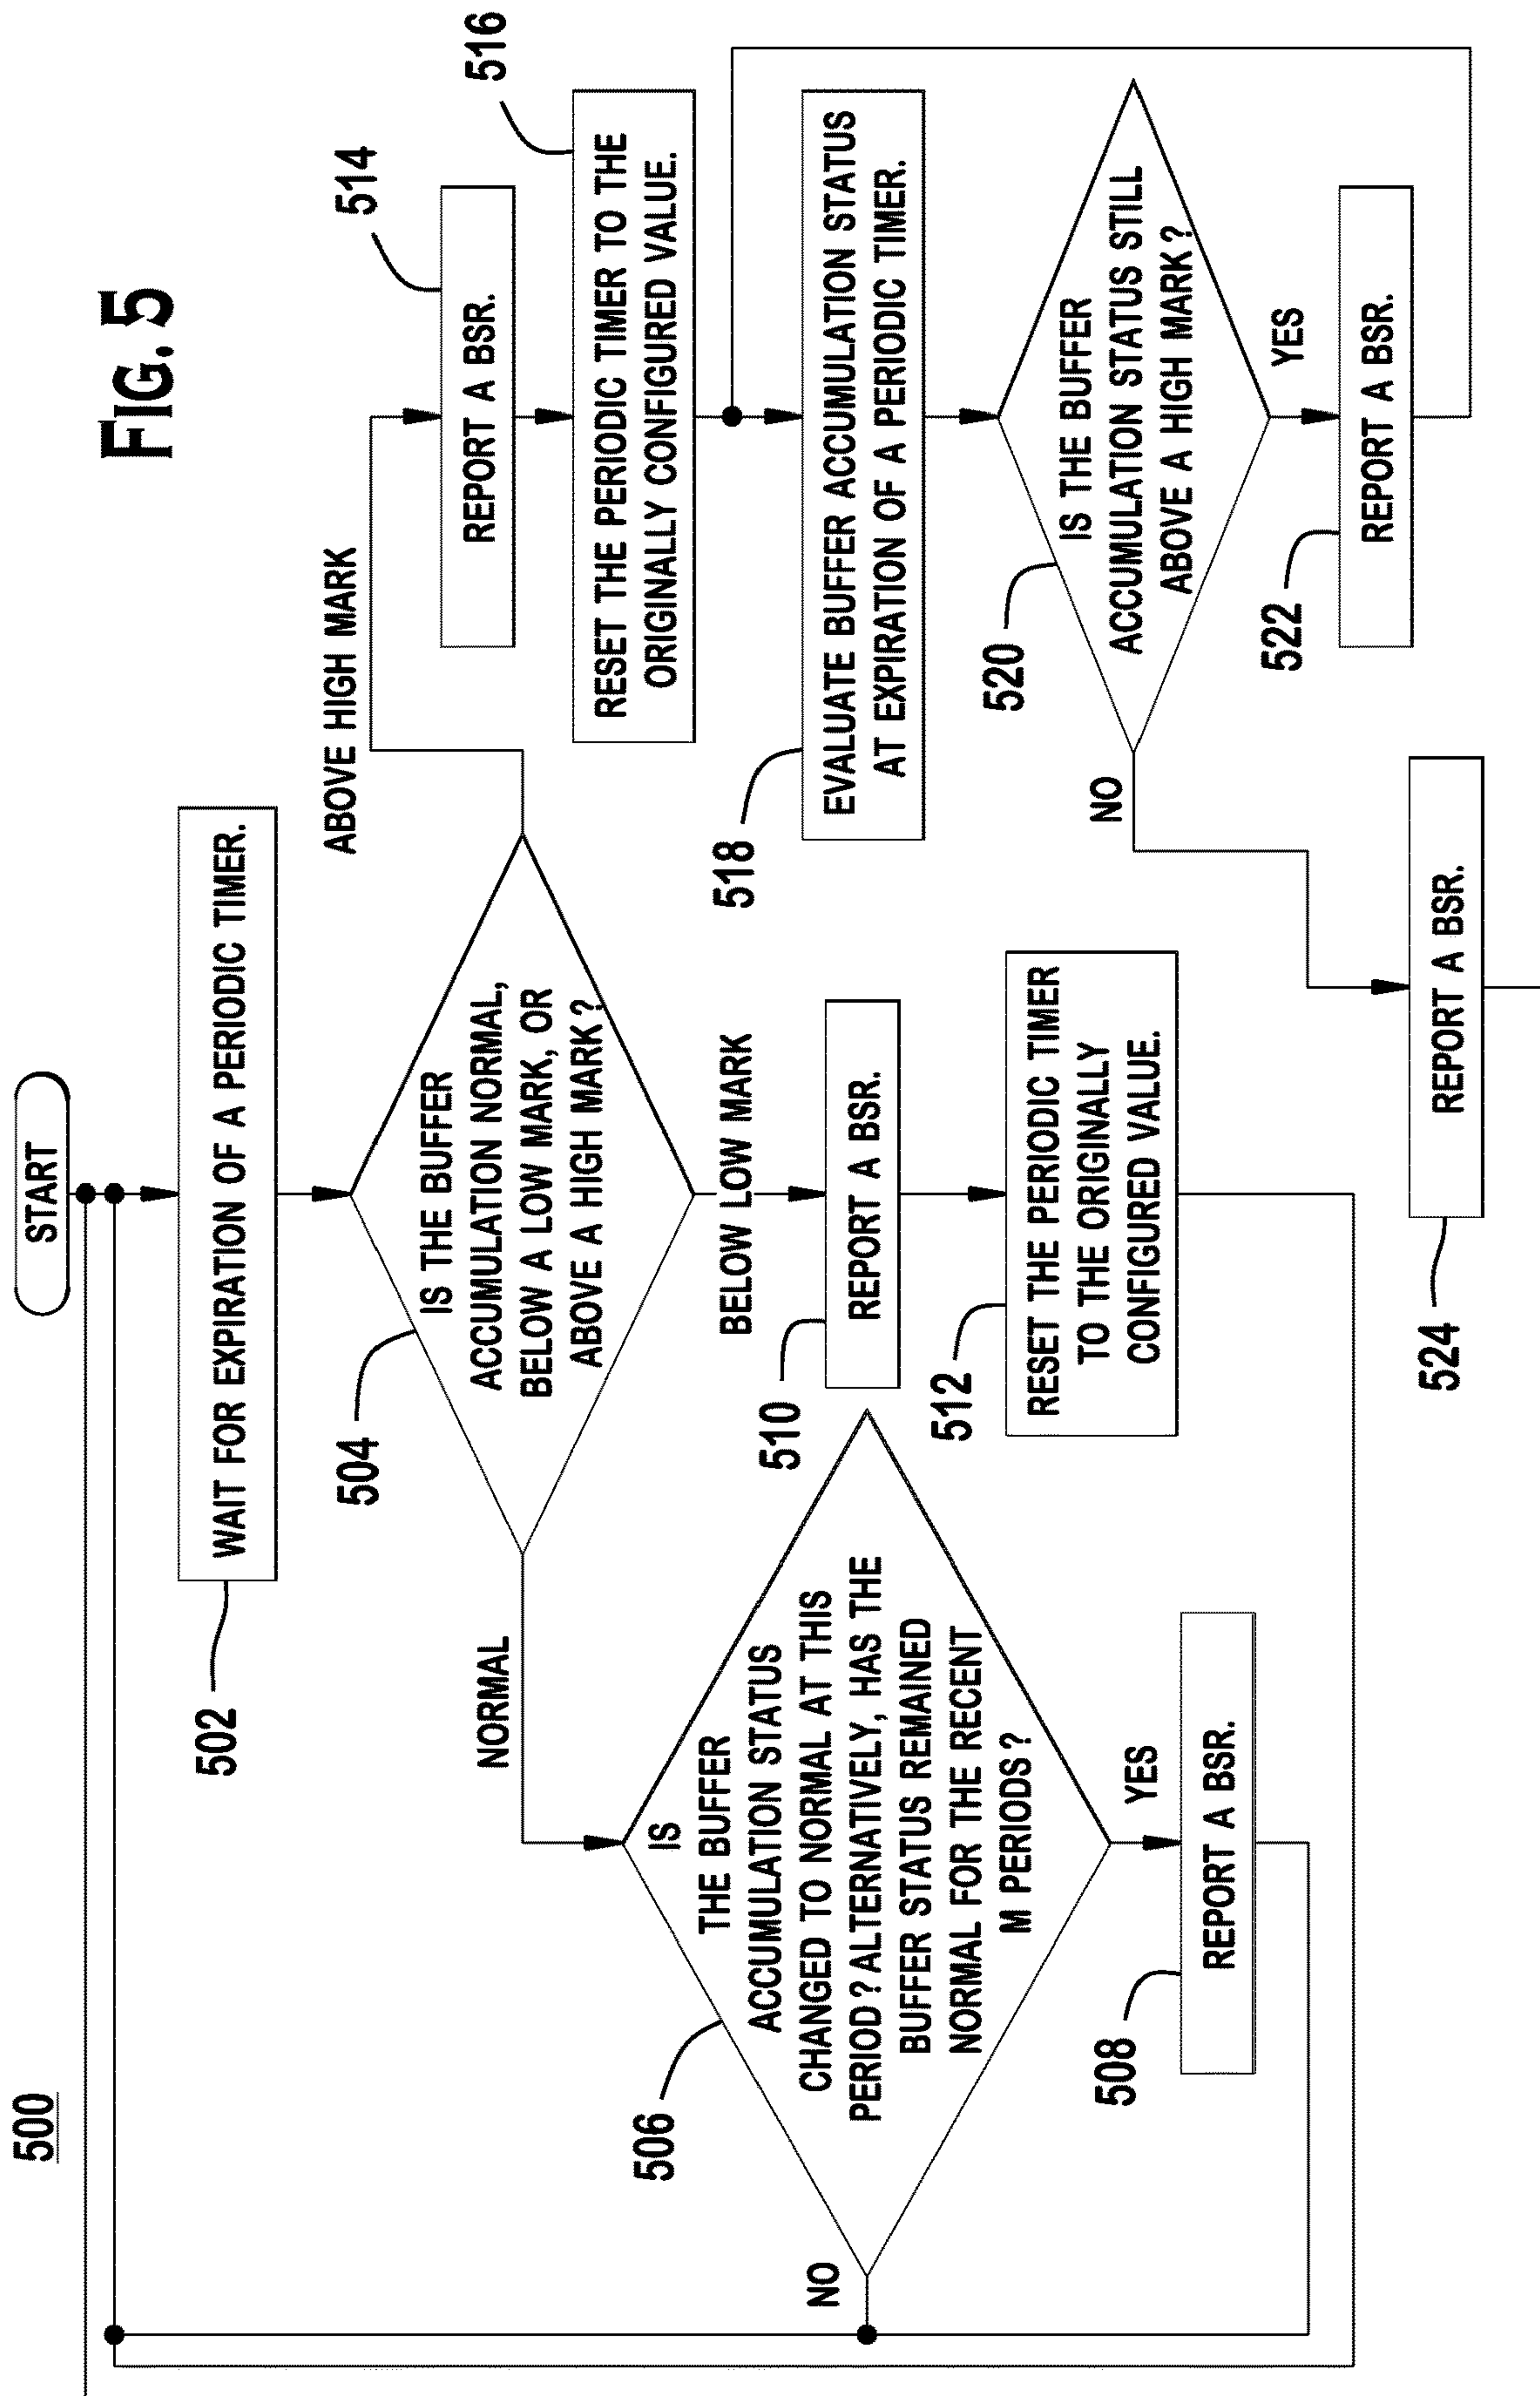 FIG. 5
500
START
502
WAIT FOR EXPIRATION OF A PERIODIC TIMER.
504
IS THE BUFFER
ACCUMULATION NORMAL,
BELOW A LOW MARK, OR
ABOVE A HIGH MARK?
NORMAL
506
IS
THE BUFFER
ACCUMULATION STATUS
CHANGED TO NORMAL AT THIS
PERIOD? ALTERNATIVELY, HAS THE
BUFFER STATUS REMAINED
NORMAL FOR THE RECENT
M PERIODS?
NO
YES
508
REPORT A BSR.
BELOW LOW MARK
510
REPORT A BSR.
512
RESET THE PERIODIC TIMER
TO THE ORIGINALLY
CONFIGURED VALUE.
ABOVE HIGH MARK
514
REPORT A BSR.
516
RESET THE PERIODIC TIMER TO THE
ORIGINALLY CONFIGURED VALUE.
518
EVALUATE BUFFER ACCUMULATION STATUS
AT EXPIRATION OF A PERIODIC TIMER.
520
IS THE BUFFER
ACCUMULATION STATUS STILL
ABOVE A HIGH MARK?
NO
YES
522
REPORT A BSR.
524
REPORT A BSR.